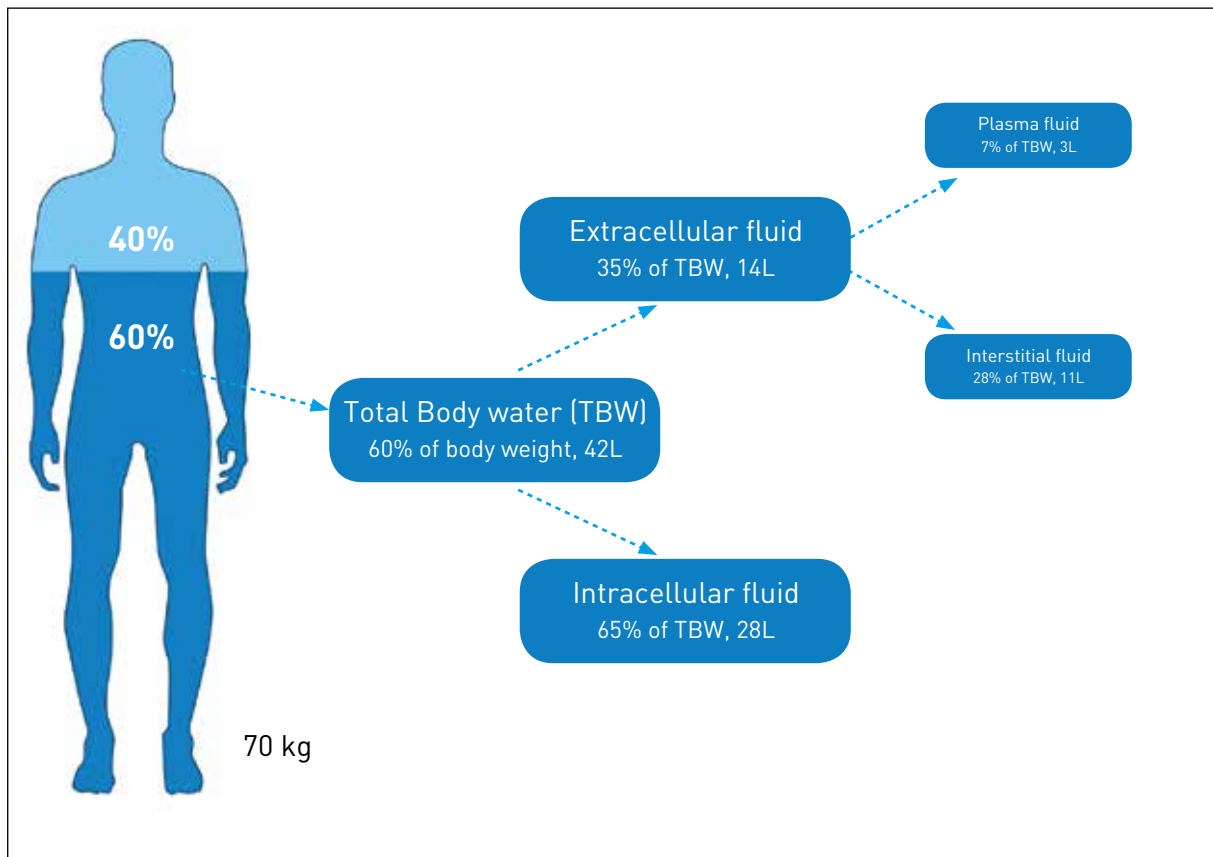 40%
60%
Total Body water (TBW)
60% of body weight, 42L
Extracellular fluid
35% of TBW, 14L
Plasma fluid
7% of TBW, 3L
Interstitial fluid
28% of TBW, 11L
Intracellular fluid
65% of TBW, 28L
70 kg